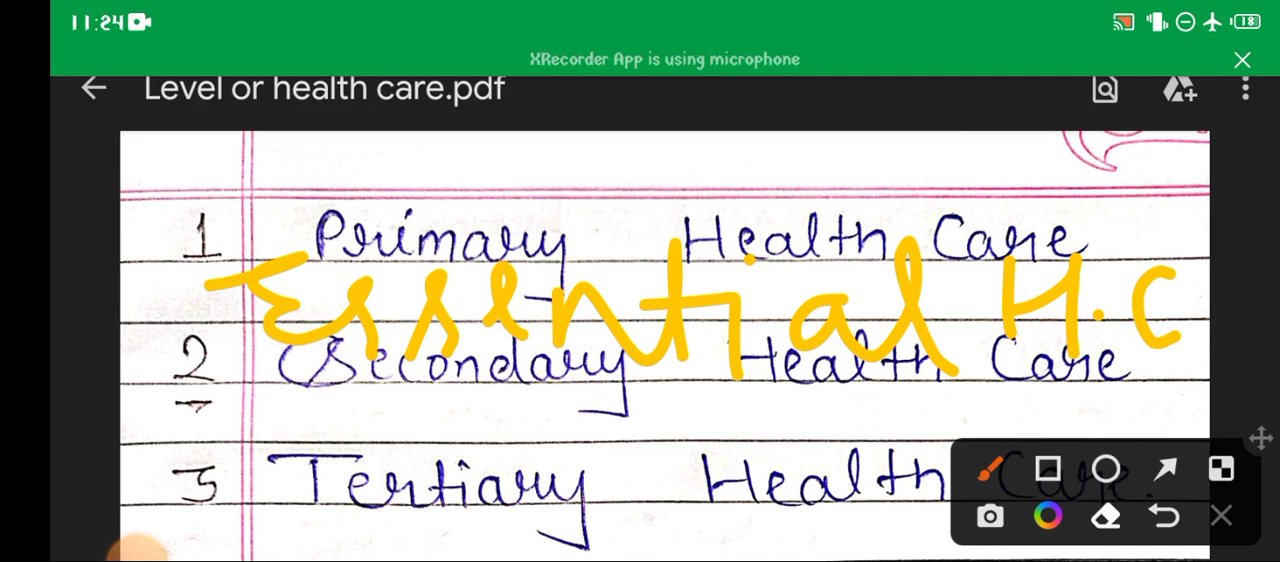 11:24
18
XRecorder App is using microphone
Level or health care.pdf
1 Primary Health Care
Essential H.C
2 Secondary Health Care
3 Tertiary Health Care.